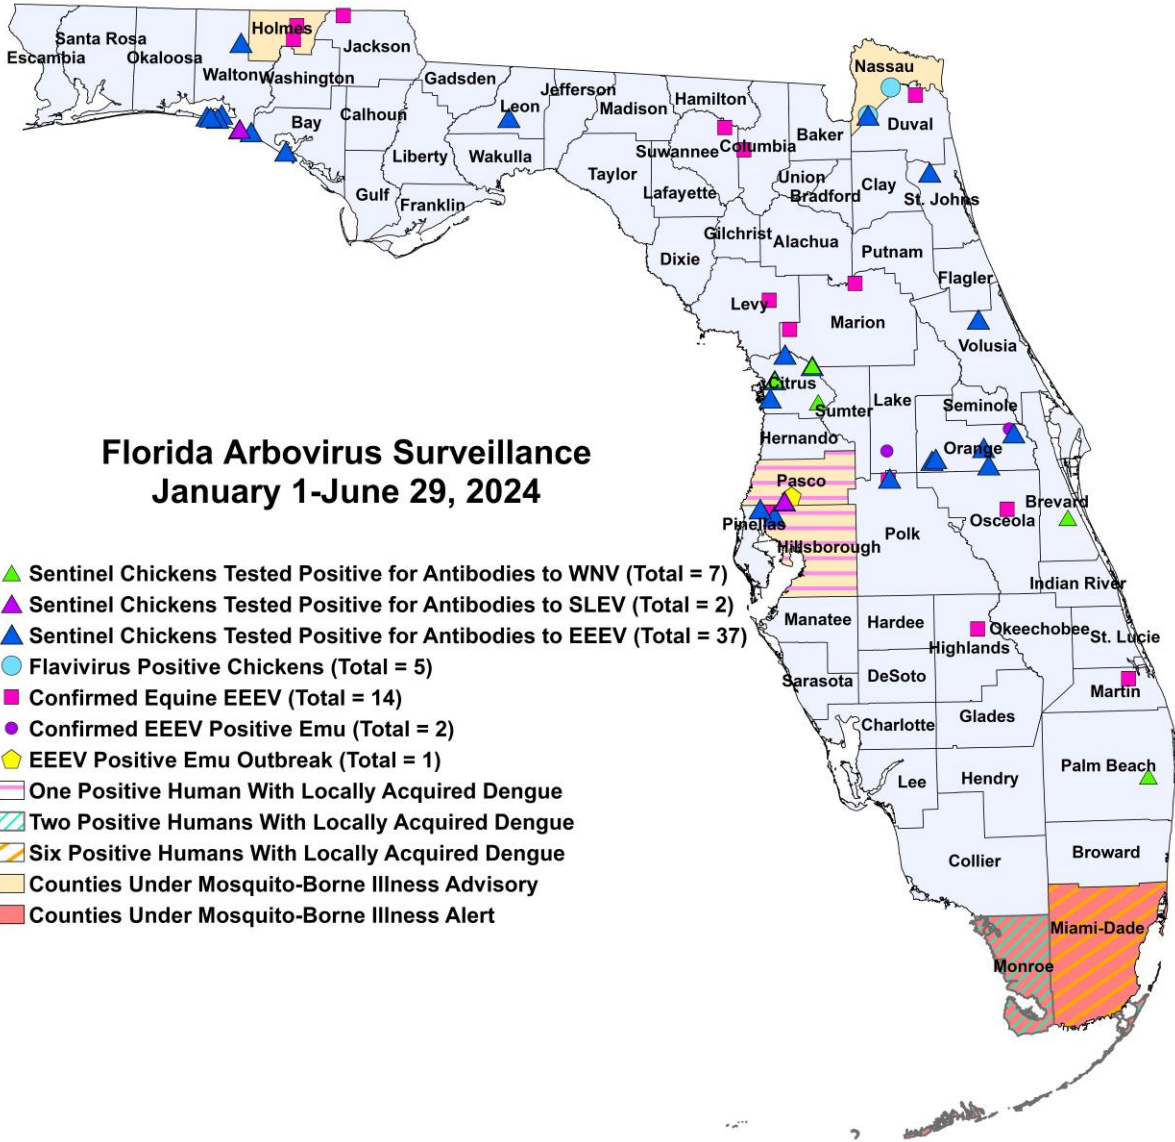 Holmes
Santa Rosa
Jackson
Escambia
Okaloosa
Walton
Washington
Nassau
Gadsden
Jefferson
Hamilton
Leon
Madison
Calhoun
Bay
Duval
Baker
Columbia
Suwannee
Liberty
Wakulla
Taylor
Union
Clay
Lafayette
Bradford
St. Johns
Gulf
Franklin
Gilchrist
Alachua
Putnam
Dixie
Flagler
Levy
Marion
Volusia
Citrus
Lake
Seminole
Sumter
Hernando
Orange
Florida Arbovirus Surveillance
January 1-June 29, 2024
Pasco
Brevard
Osceola
Pinellas
Polk
Hillsborough
Indian River
Manatee
Hardee
Okeechobee
St. Lucie
Highlands
Sarasota
DeSoto
Martin
Charlotte
Glades
Palm Beach
Lee
Hendry
Broward
Collier
Miami-Dade
Monroe
Sentinel Chickens Tested Positive for Antibodies to WNV (Total = 7)
Sentinel Chickens Tested Positive for Antibodies to SLEV (Total = 2)
Sentinel Chickens Tested Positive for Antibodies to EEEV (Total = 37)
Flavivirus Positive Chickens (Total = 5)
Confirmed Equine EEEV (Total = 14)
Confirmed EEEV Positive Emu (Total = 2)
EEEV Positive Emu Outbreak (Total = 1)
One Positive Human With Locally Acquired Dengue
Two Positive Humans With Locally Acquired Dengue
Six Positive Humans With Locally Acquired Dengue
Counties Under Mosquito-Borne Illness Advisory
Counties Under Mosquito-Borne Illness Alert